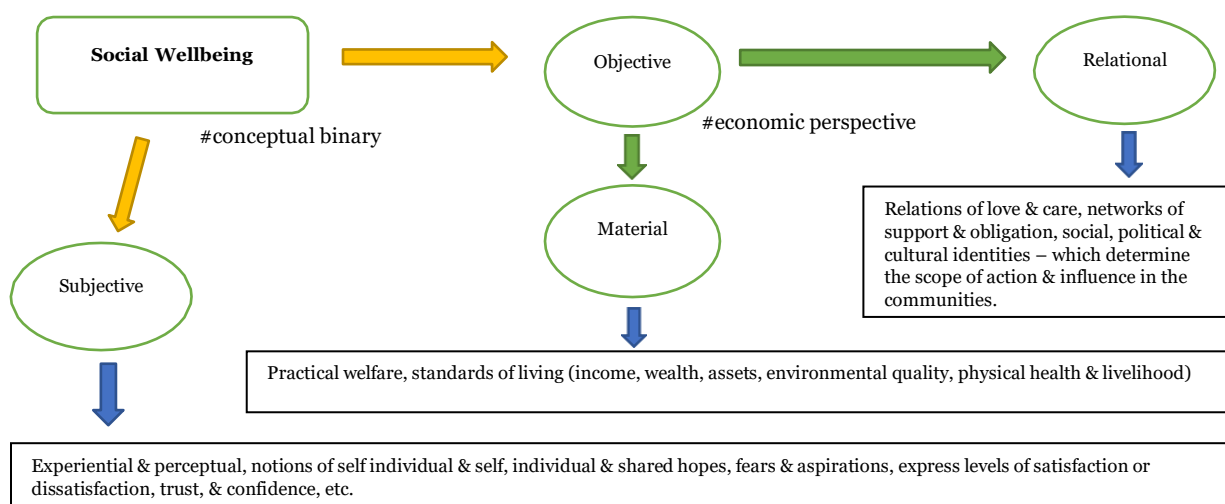 Social Wellbeing
Objective
Relational
#conceptual binary
#economic perspective
Material
Relations of love & care, networks of
support & obligation, social, political &
cultural identities – which determine
the scope of action & influence in the
communities.
Subjective
Practical welfare, standards of living (income, wealth, assets, environmental quality, physical health & livelihood)
Experiential & perceptual, notions of self individual & self, individual & shared hopes, fears & aspirations, express levels of satisfaction or
dissatisfaction, trust, & confidence, etc.